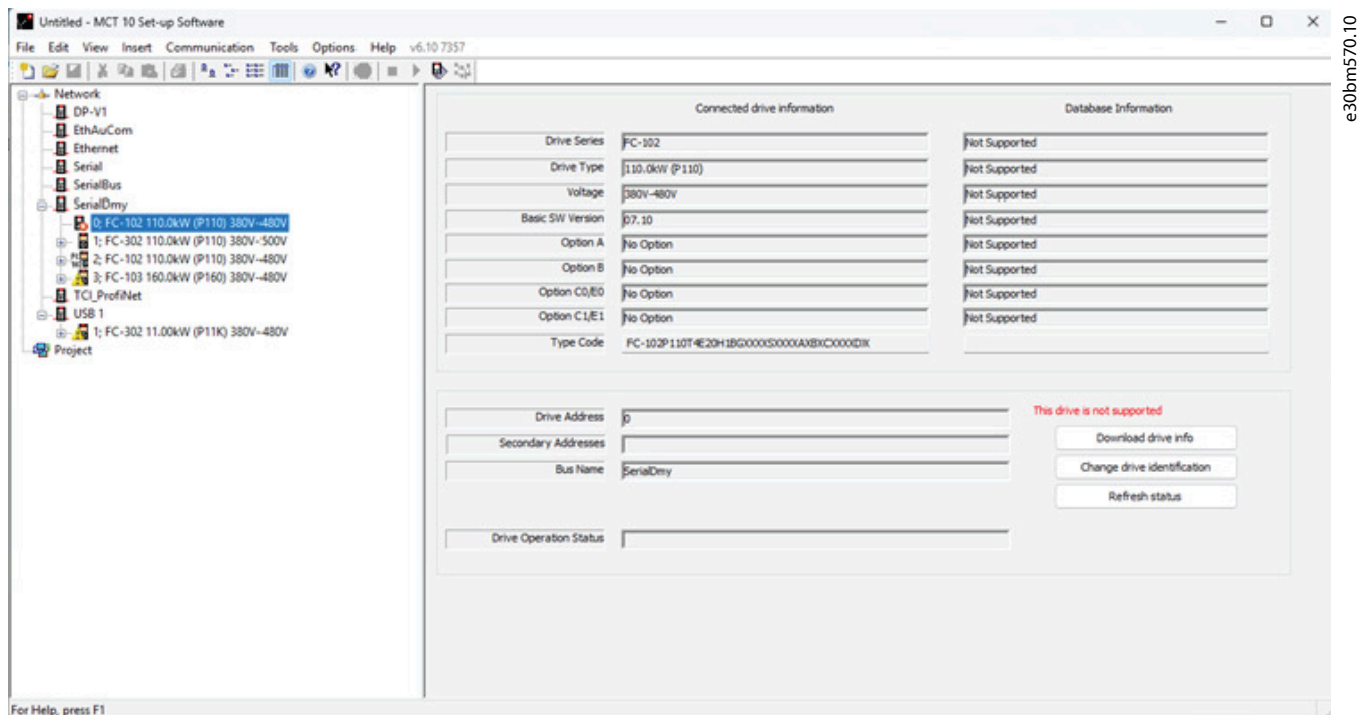 Untitled - MCT 10 Set-up Software
File Edit View Insert Communication Tools Options Help v6.10 7357
Network
DP-V1
EthAuCom
Ethernet
Serial
SerialBus
SerialDmy
0; FC-102 110.0kW (P110) 380V-480V
1; FC-302 110.0kW (P110) 380V-500V
2; FC-102 110.0kW (P110) 380V-480V
3; FC-103 160.0kW (P160) 380V-480V
TCI_ProfiNet
USB 1
1; FC-302 11.00kW (P11K) 380V-480V
Project
Connected drive information Database Information
Drive Series FC-102 Not Supported
Drive Type 110.0kW (P110) Not Supported
Voltage 380V-480V Not Supported
Basic SW Version 07.10 Not Supported
Option A No Option Not Supported
Option B No Option Not Supported
Option C0/E0 No Option Not Supported
Option C1/E1 No Option Not Supported
Type Code FC-102P110T4E20H1BGXXXXSXXXXAXBXCXXXXDX
Drive Address 0 This drive is not supported
Secondary Addresses Download drive info
Bus Name SerialDmy Change drive identification
Refresh status
Drive Operation Status
For Help, press F1
e30bm570.10